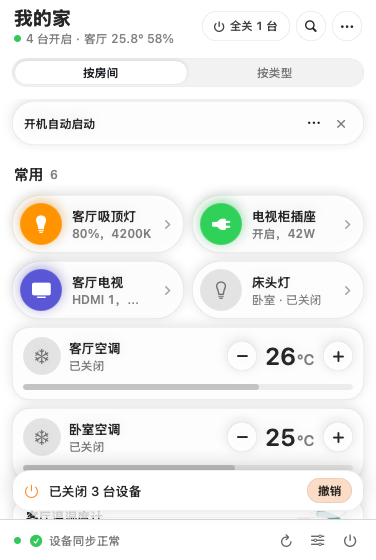 我的家
4 台开启 · 客厅 25.8° 58%
全关 1 台
按房间
按类型
开机自动启动
常用 6
客厅吸顶灯
80%，4200K
电视柜插座
开启，42W
客厅电视
HDMI 1，...
床头灯
卧室 · 已关闭
客厅空调
已关闭
26°C
卧室空调
已关闭
25°C
已关闭 3 台设备
撤销
设备同步正常